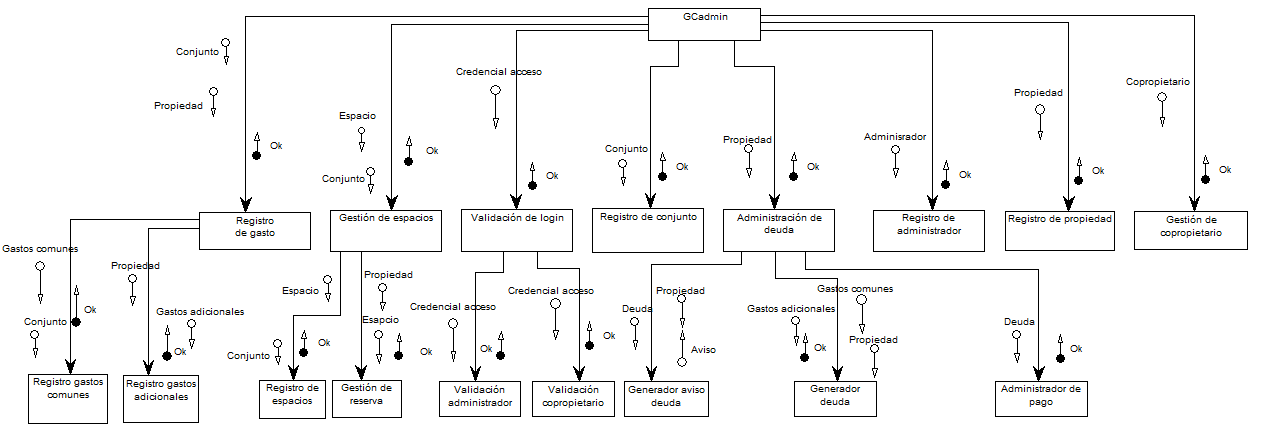 GCadmin
Conjunto
Propiedad
Ok
Espacio
Conjunto
Ok
Credencial acceso
Ok
Conjunto
Ok
Propiedad
Ok
Adminisrador
Ok
Propiedad
Ok
Copropietario
Ok
Registro
de gasto
Gestión de espacios
Validación de login
Registro de conjunto
Administración de
deuda
Registro de
administrador
Registro de propiedad
Gestión de
copropietario
Gastos comunes
Ok
Conjunto
Propiedad
Gastos adicionales
Ok
Espacio
Ok
Conjunto
Propiedad
Esapcio
Ok
Credencial acceso
Ok
Credencial acceso
Ok
Deuda
Propiedad
Aviso
Gastos adicionales
Ok
Gastos comunes
Propiedad
Deuda
Ok
Registro gastos
comunes
Registro gastos
adicionales
Registro de
espacios
Gestión de
reserva
Validación
administrador
Validación
copropietario
Generador aviso
deuda
Generador
deuda
Administrador de
pago